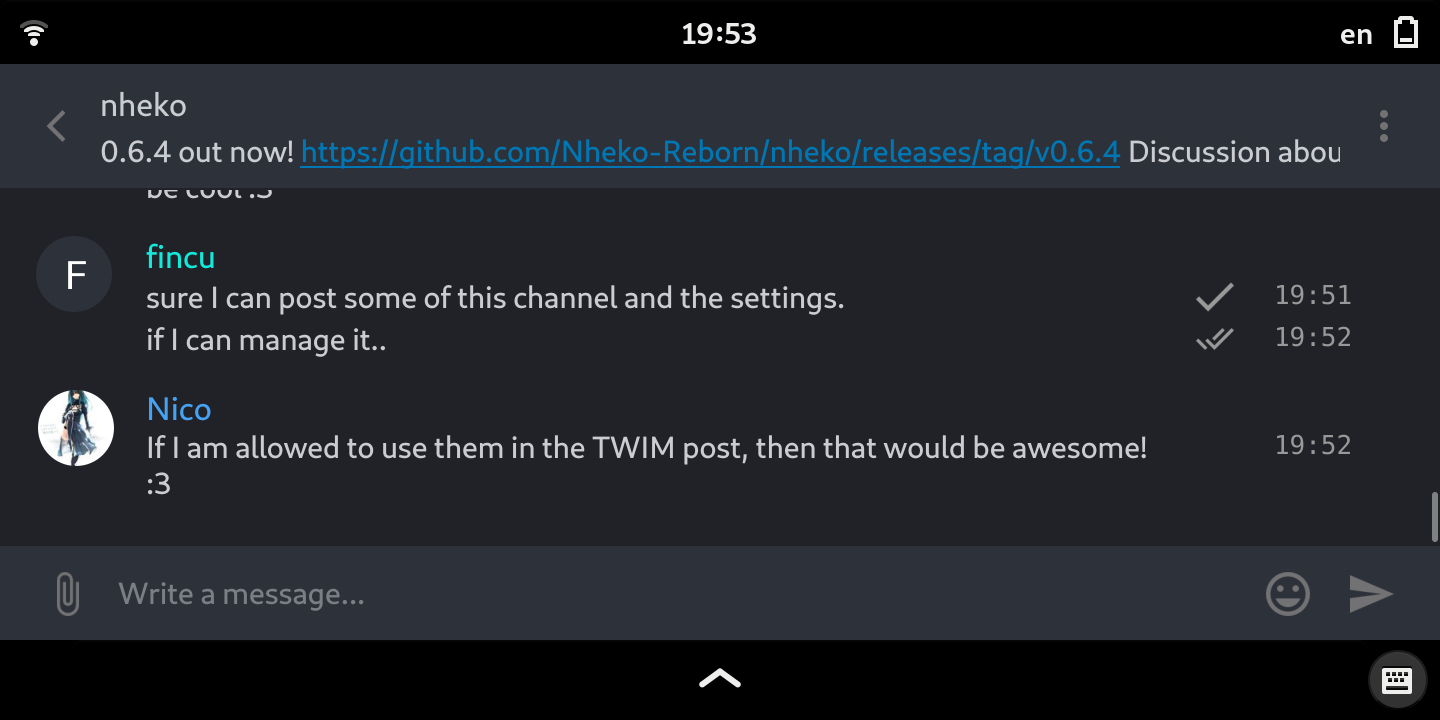 19:53
en
nheko
0.6.4 out now! https://github.com/Nheko-Reborn/nheko/releases/tag/v0.6.4 Discussion abou
be cool :3
fincu
F
sure I can post some of this channel and the settings.
19:51
if I can manage it..
19:52
Nico
If I am allowed to use them in the TWIM post, then that would be awesome!
19:52
:3
Write a message...